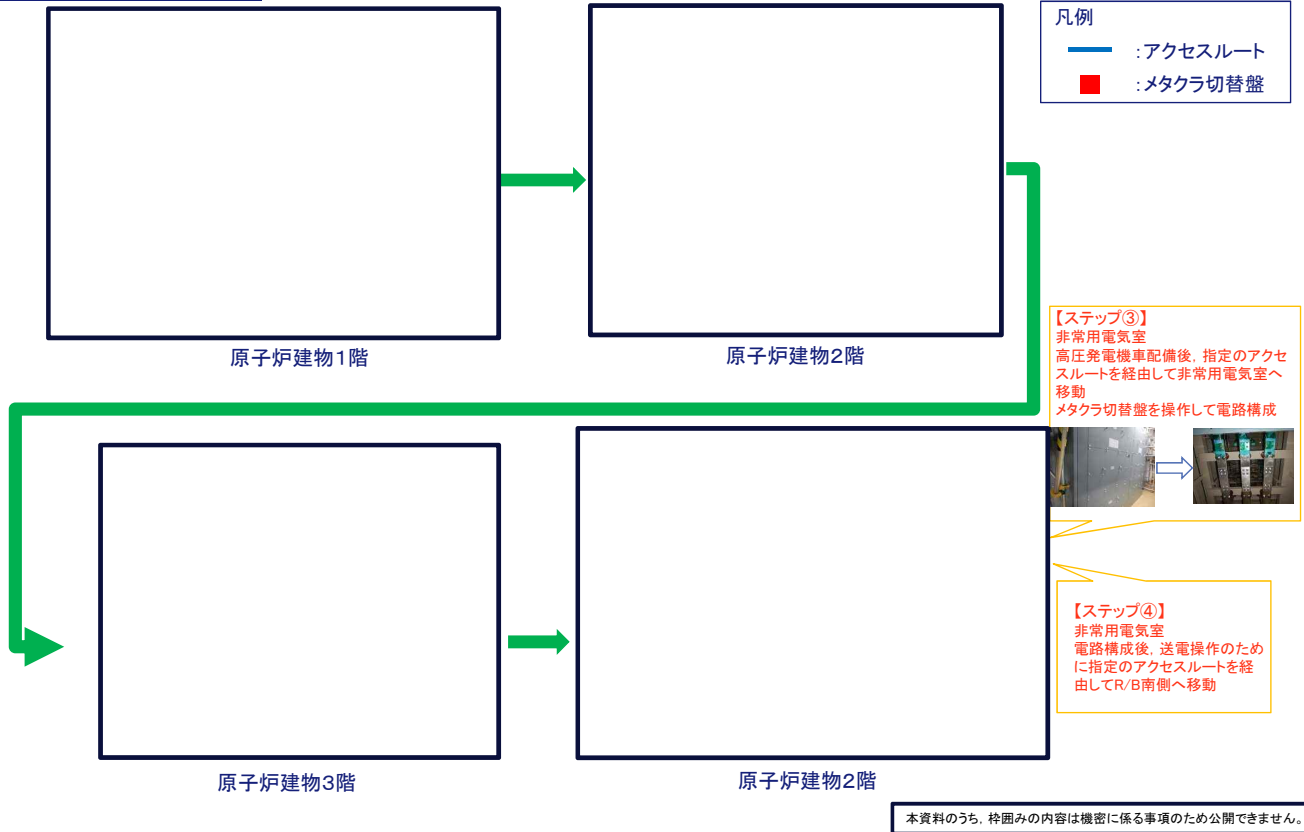 凡例
:アクセスルート
:メタクラ切替盤
原子炉建物1階
原子炉建物2階
【ステップ③】
非常用電気室
高圧発電機車配備後,指定のアクセ
スルートを経由して非常用電気室へ
移動
メタクラ切替盤を操作して電路構成
【ステップ④】
非常用電気室
電路構成後,送電操作のため
に指定のアクセスルートを経
由してR/B南側へ移動
原子炉建物3階
原子炉建物2階
本資料のうち,枠囲みの内容は機密に係る事項のため公開できません。